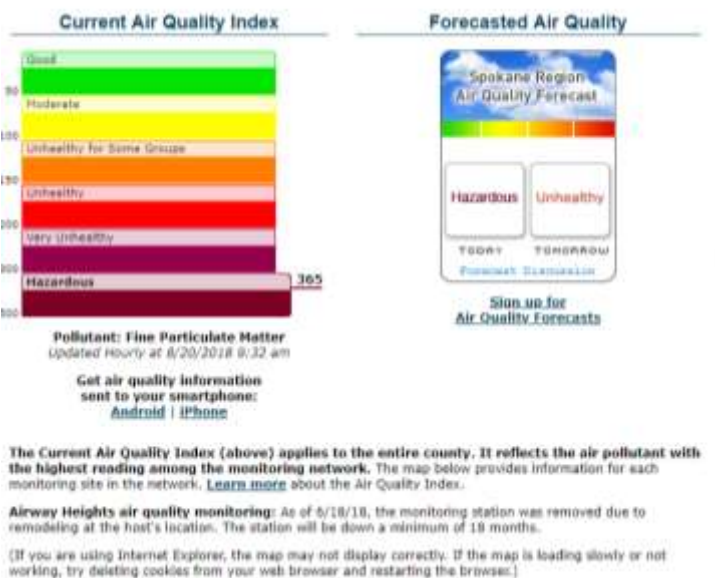 Current Air Quality Index
Good
50
Moderate
100
Unhealthy for Some Groups
150
Unhealthy
200
Very Unhealthy
300
Hazardous
365
500
Pollutant: Fine Particulate Matter
Updated Hourly at 8/20/2018 9:32 am
Get air quality information
sent to your smartphone:
Android | iPhone
Forecasted Air Quality
Spokane Region
Air Quality Forecast
Hazardous Unhealthy
TODAY TOMORROW
Forecast Discussion
Sign up for
Air Quality Forecasts
The Current Air Quality Index (above) applies to the entire county. It reflects the air pollutant with
the highest reading among the monitoring network. The map below provides information for each
monitoring site in the network. Learn more about the Air Quality Index.
Airway Heights air quality monitoring: As of 6/18/18, the monitoring station was removed due to
remodeling at the host's location. The station will be down a minimum of 18 months.
(If you are using Internet Explorer, the map may not display correctly. If the map is loading slowly or not
working, try deleting cookies from your web browser and restarting the browser.)